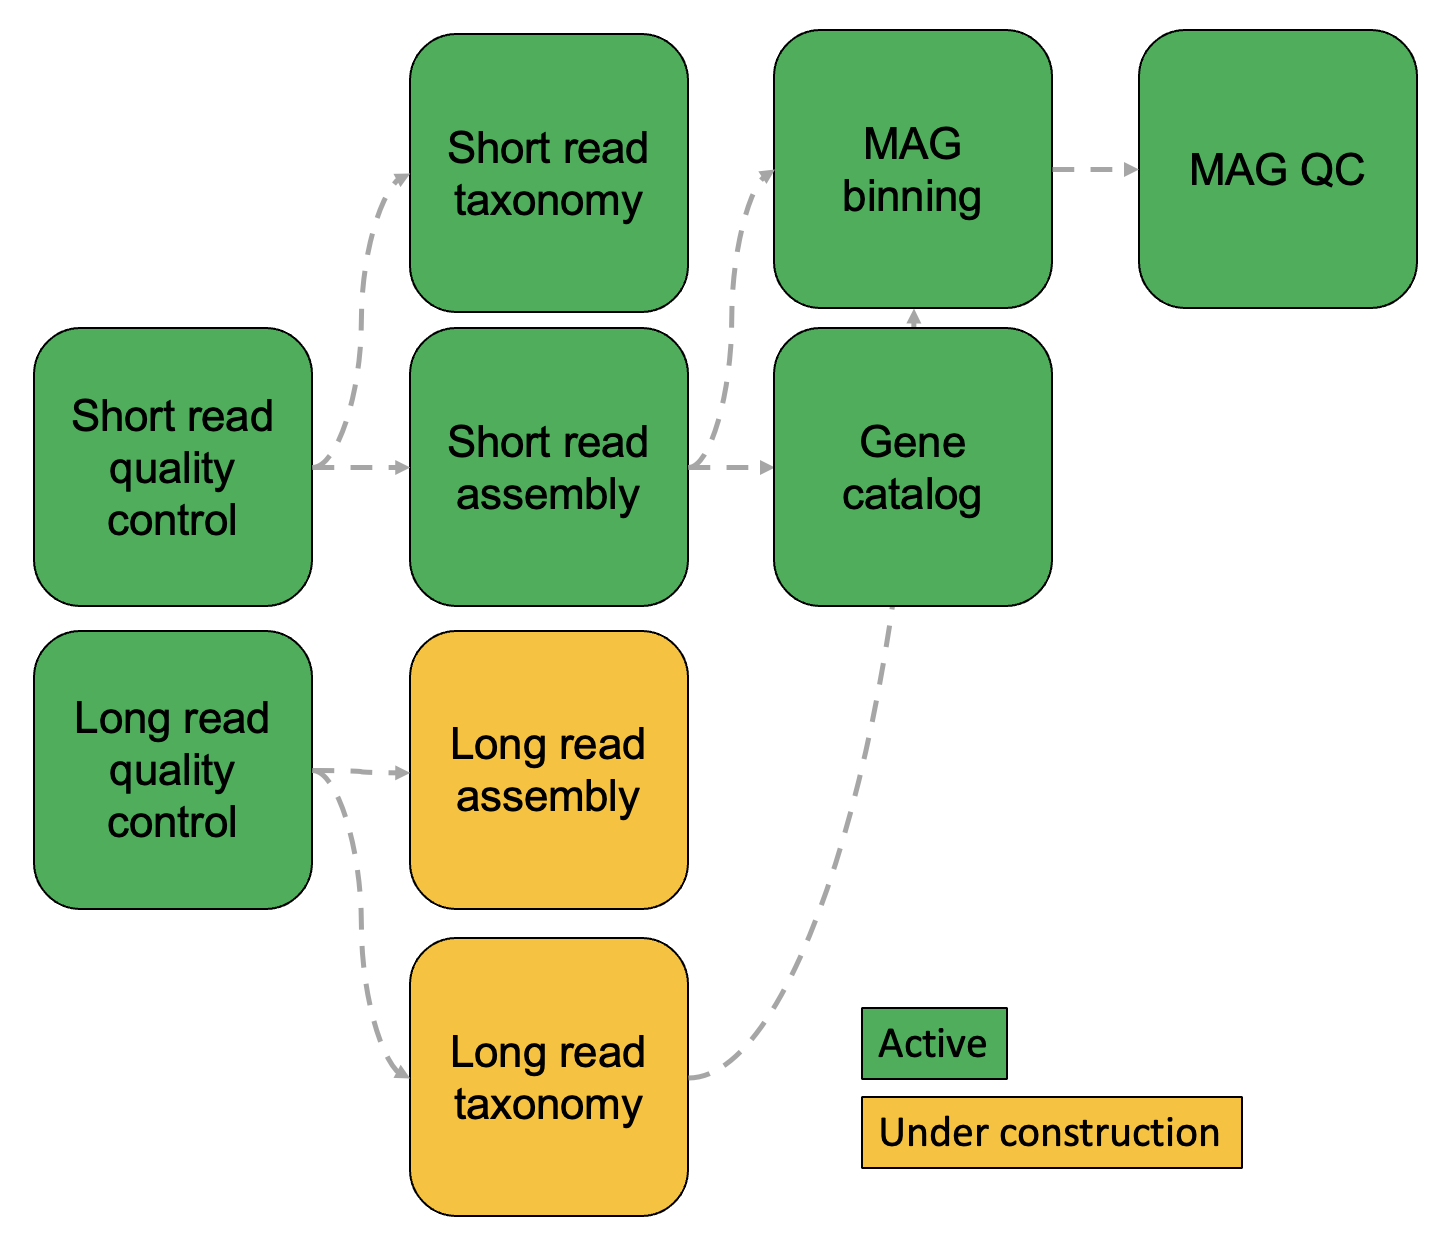 Short read
taxonomy
MAG
binning
MAG QC
Short read
quality
control
Short read
assembly
Gene
catalog
Long read
quality
control
Long read
assembly
Long read
taxonomy
Active
Under construction